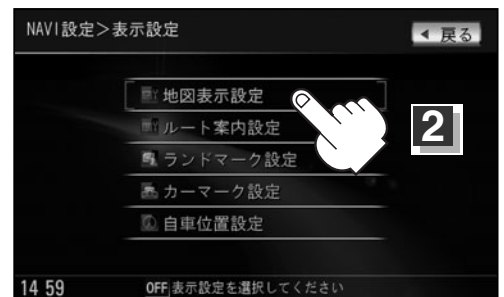 NAVI設定＞表示設定
◀ 戻る
地図表示設定
ルート案内設定
ランドマーク設定
カーマーク設定
自車位置設定
2
14 59
OFF 表示設定を選択してください